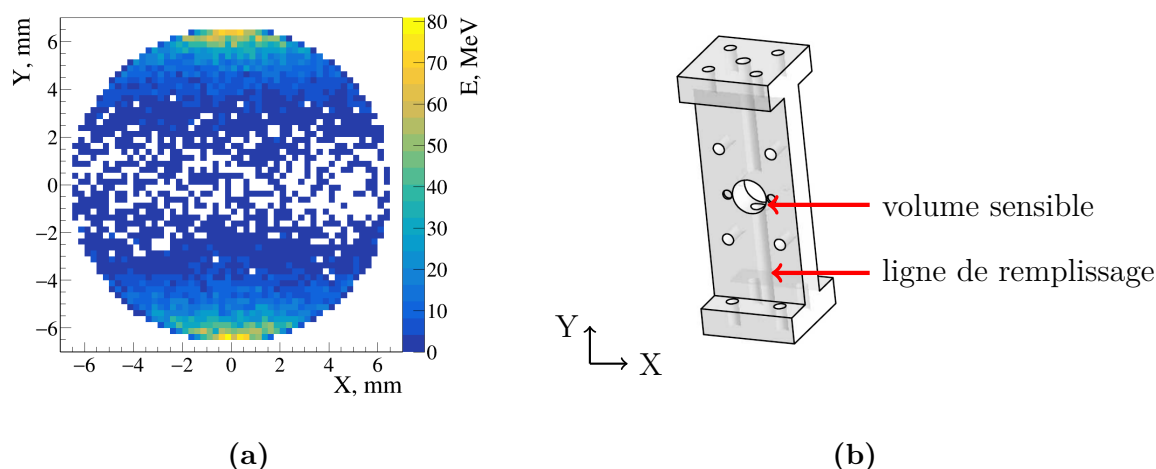 Y, mm
6
4
2
0
−2
−4
−6
−6 −4 −2 0 2 4 6
X, mm
80
70
60
50
40
30
20
10
0
E, MeV
(a)
volume sensible
ligne de remplissage
Y
X
(b)